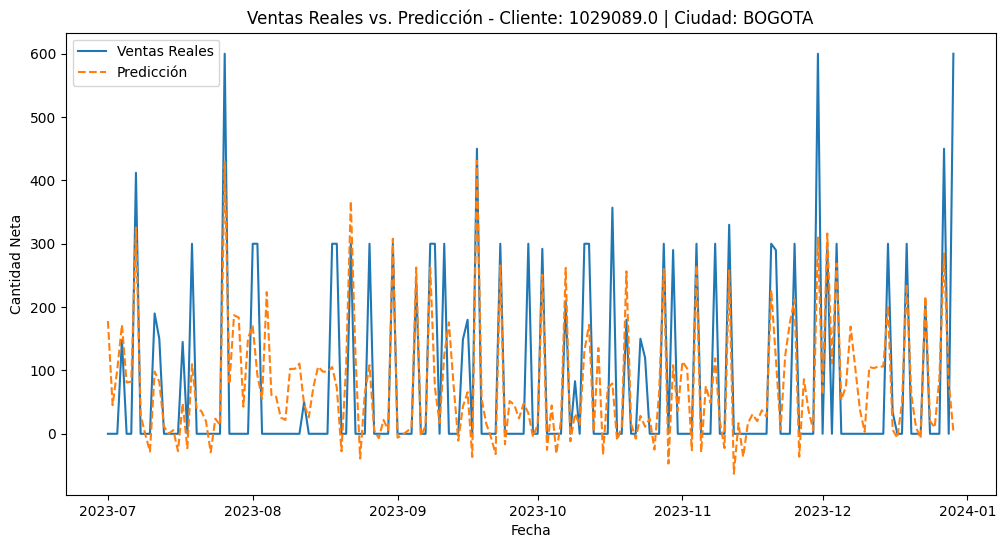 Ventas Reales vs. Predicción - Cliente: 1029089.0 | Ciudad: BOGOTA
Ventas Reales
Predicción
600
500
400
300
200
100
0
Cantidad Neta
2023-07
2023-08
2023-09
2023-10
2023-11
2023-12
2024-01
Fecha